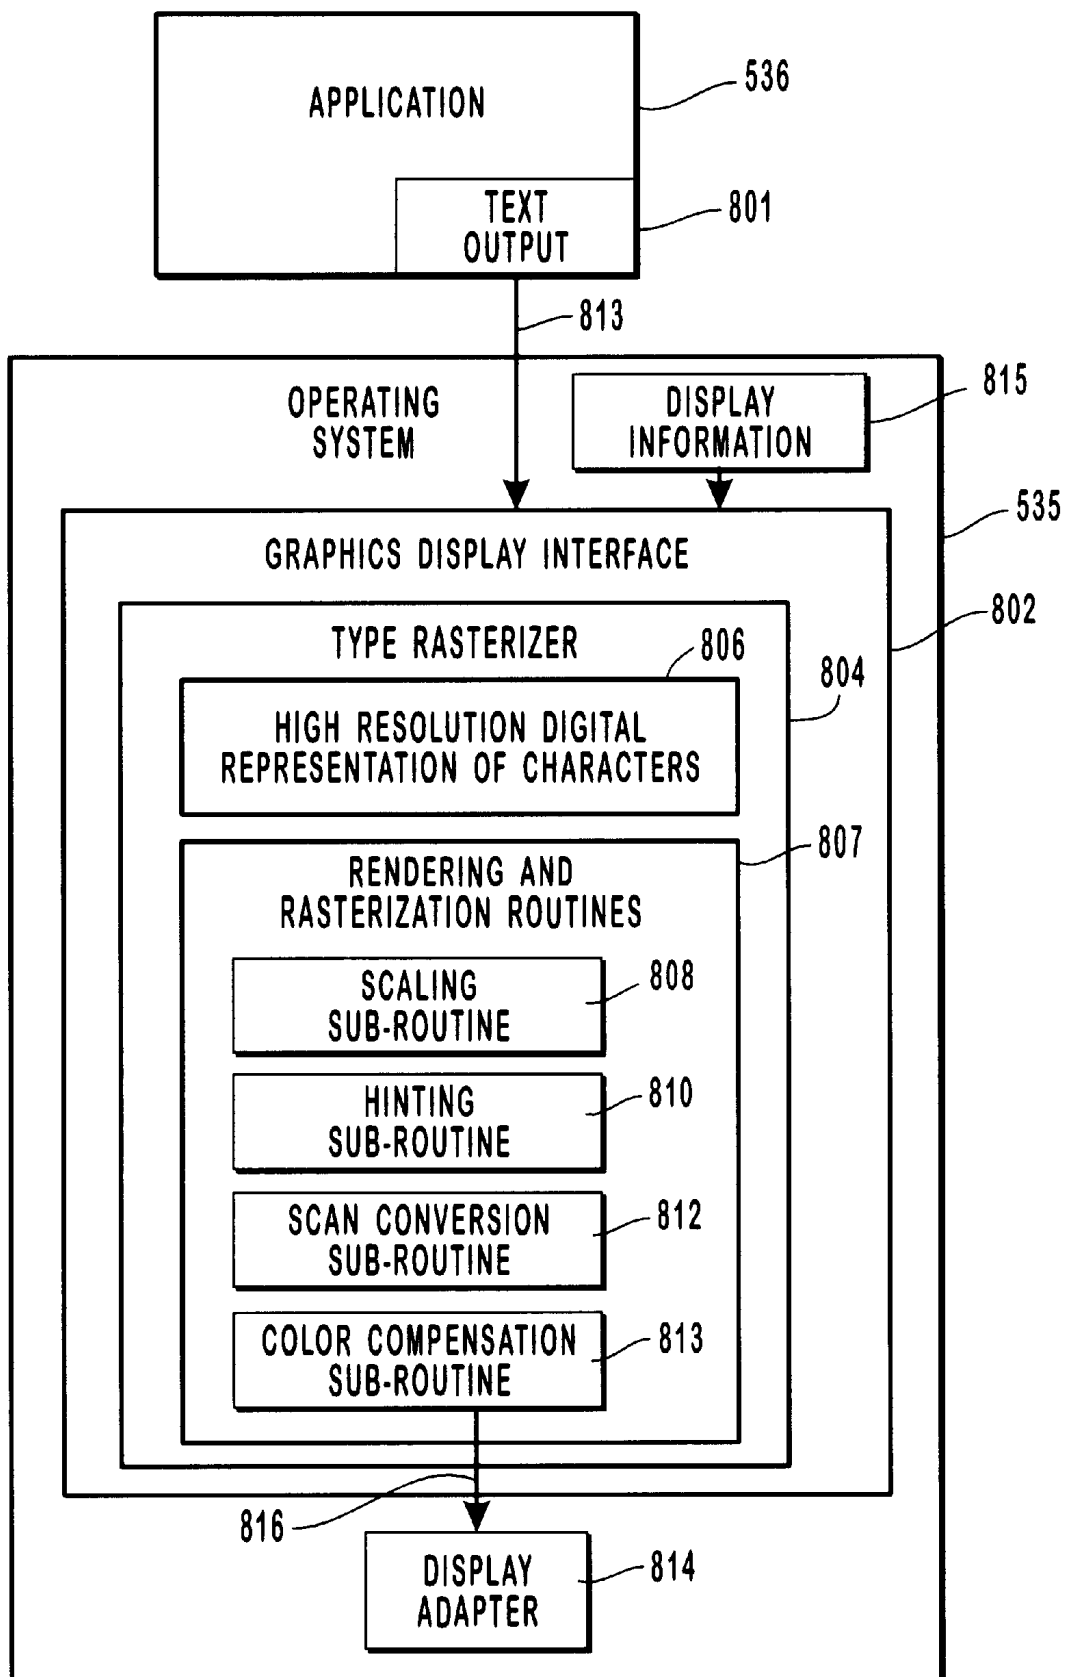 APPLICATION
536
TEXT
OUTPUT
801
813
OPERATING
SYSTEM
DISPLAY
INFORMATION
815
535
GRAPHICS DISPLAY INTERFACE
802
TYPE RASTERIZER
806
804
HIGH RESOLUTION DIGITAL
REPRESENTATION OF CHARACTERS
807
RENDERING AND
RASTERIZATION ROUTINES
SCALING
SUB-ROUTINE
808
HINTING
SUB-ROUTINE
810
SCAN CONVERSION
SUB-ROUTINE
812
COLOR COMPENSATION
SUB-ROUTINE
813
816
DISPLAY
ADAPTER
814